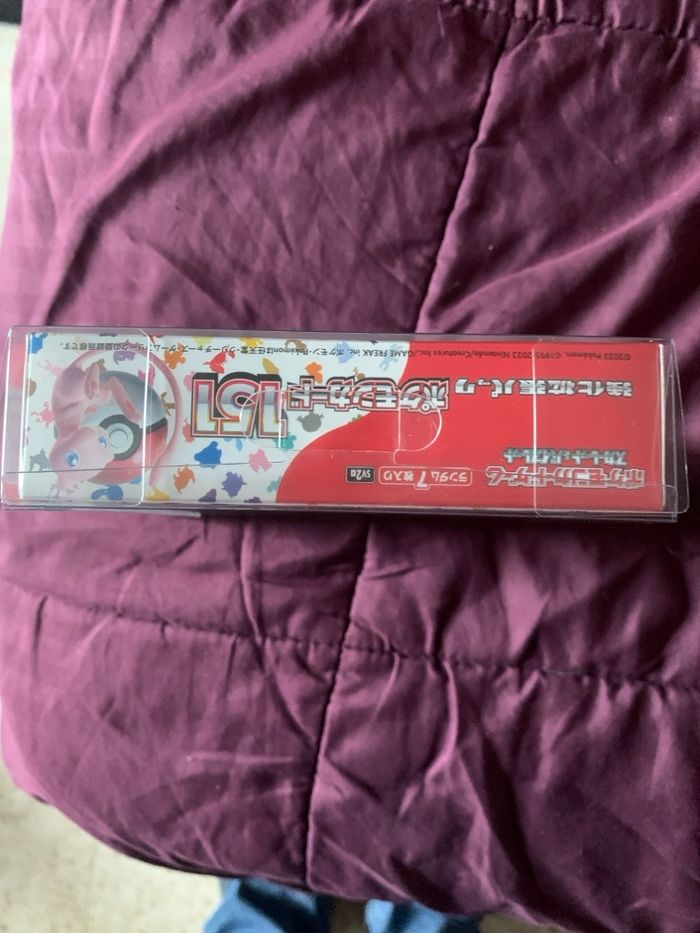 ポケモンカードゲーム
スカーレット&バイオレット
強化拡張パック
ポケモンカード151
ランダム7枚入り
sv2a
©2023 Pokémon. ©1995-2023 Nintendo/Creatures Inc./GAME FREAK inc. ポケモン・Pokémonは任天堂・クリーチャーズ・ゲームフリークの登録商標です。